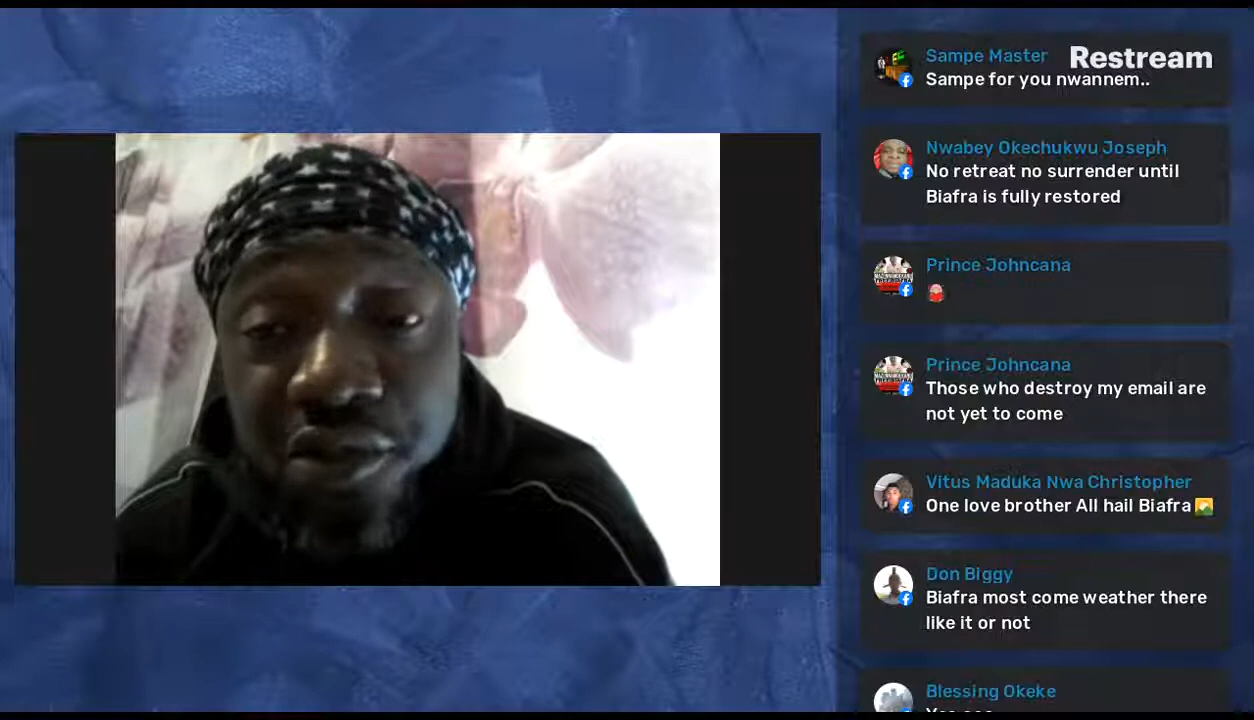 Restream
Sampe Master
Sampe for you nwannem..
Nwabey Okechukwu Joseph
No retreat no surrender until
Biafra is fully restored
Prince Johncana
Prince Johncana
Those who destroy my email are
not yet to come
Vitus Maduka Nwa Christopher
One love brother All hail Biafra
Don Biggy
Biafra most come weather there
like it or not
Blessing Okeke